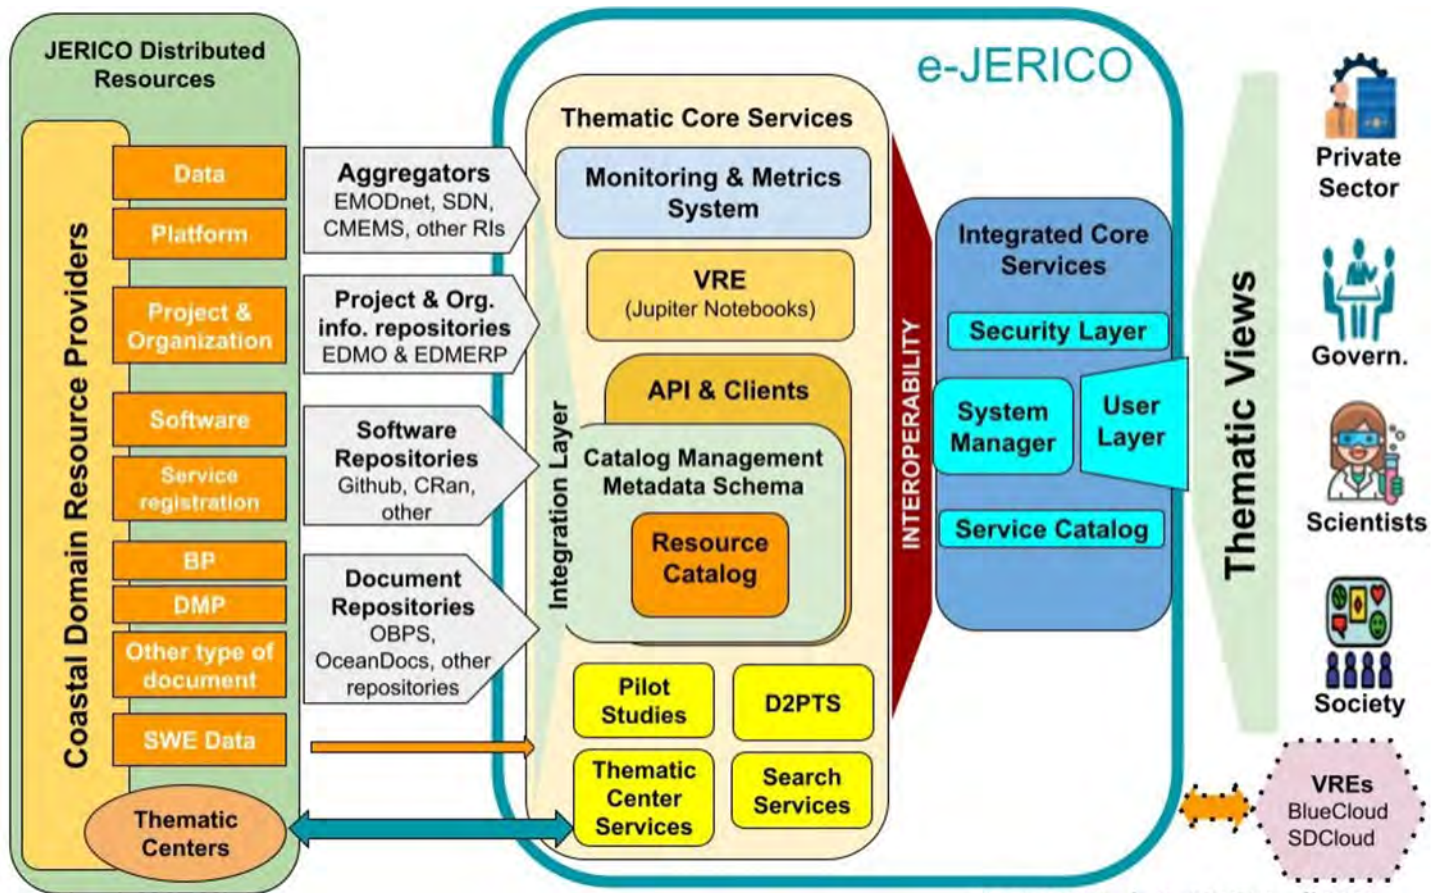 JERICO Distributed
Resources
Coastal Domain Resource Providers
Data
Platform
Project &
Organization
Software
Service
registration
BP
DMP
Other type of
document
SWE Data
Thematic
Centers
Aggregators
EMODnet, SDN,
CMEMS, other RIs
Project & Org.
info. repositories
EDMO & EDMERP
Software
Repositories
Github, CRan,
other
Document
Repositories
OBPS,
OceanDocs, other
repositories
e-JERICO
Thematic Core Services
Integration Layer
Monitoring & Metrics
System
VRE
(Jupiter Notebooks)
API & Clients
Catalog Management
Metadata Schema
Resource
Catalog
Pilot
Studies
D2PTS
Thematic
Center
Services
Search
Services
INTEROPERABILITY
Integrated Core
Services
Security Layer
System
Manager
User
Layer
Service Catalog
Thematic Views
Private
Sector
Govern.
Scientists
Society
VREs
BlueCloud
SDCloud